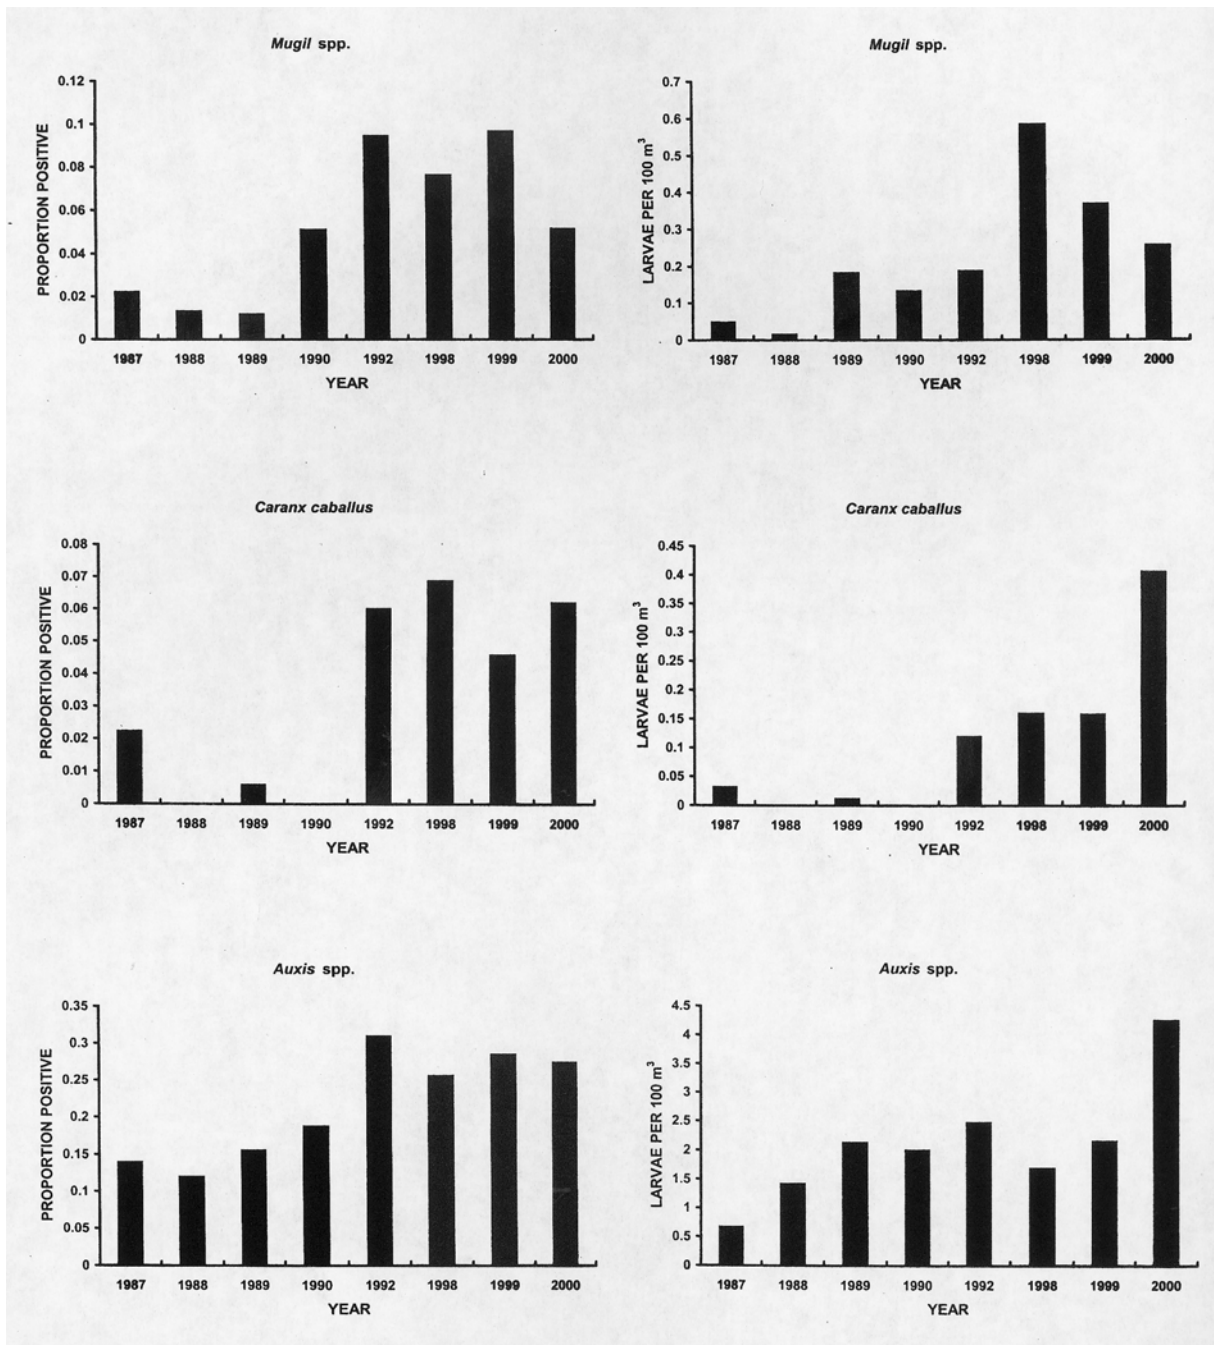 Mugil spp.
0.12
0.1
0.08
0.06
0.04
0.02
0
PROPORTION POSITIVE
1987 1988 1989 1990 1992 1998 1999 2000
YEAR
Mugil spp.
0.7
0.6
0.5
0.4
0.3
0.2
0.1
0
LARVAE PER 100 m³
1987 1988 1989 1990 1992 1998 1999 2000
YEAR
Caranx caballus
0.08
0.07
0.06
0.05
0.04
0.03
0.02
0.01
0
PROPORTION POSITIVE
1987 1988 1989 1990 1992 1998 1999 2000
YEAR
Caranx caballus
0.45
0.4
0.35
0.3
0.25
0.2
0.15
0.1
0.05
0
LARVAE PER 100 m³
1987 1988 1989 1990 1992 1998 1999 2000
YEAR
Auxis spp.
0.35
0.3
0.25
0.2
0.15
0.1
0.05
0
PROPORTION POSITIVE
1987 1988 1989 1990 1992 1998 1999 2000
YEAR
Auxis spp.
4.5
4
3.5
3
2.5
2
1.5
1
0.5
0
LARVAE PER 100 m³
1987 1988 1989 1990 1992 1998 1999 2000
YEAR